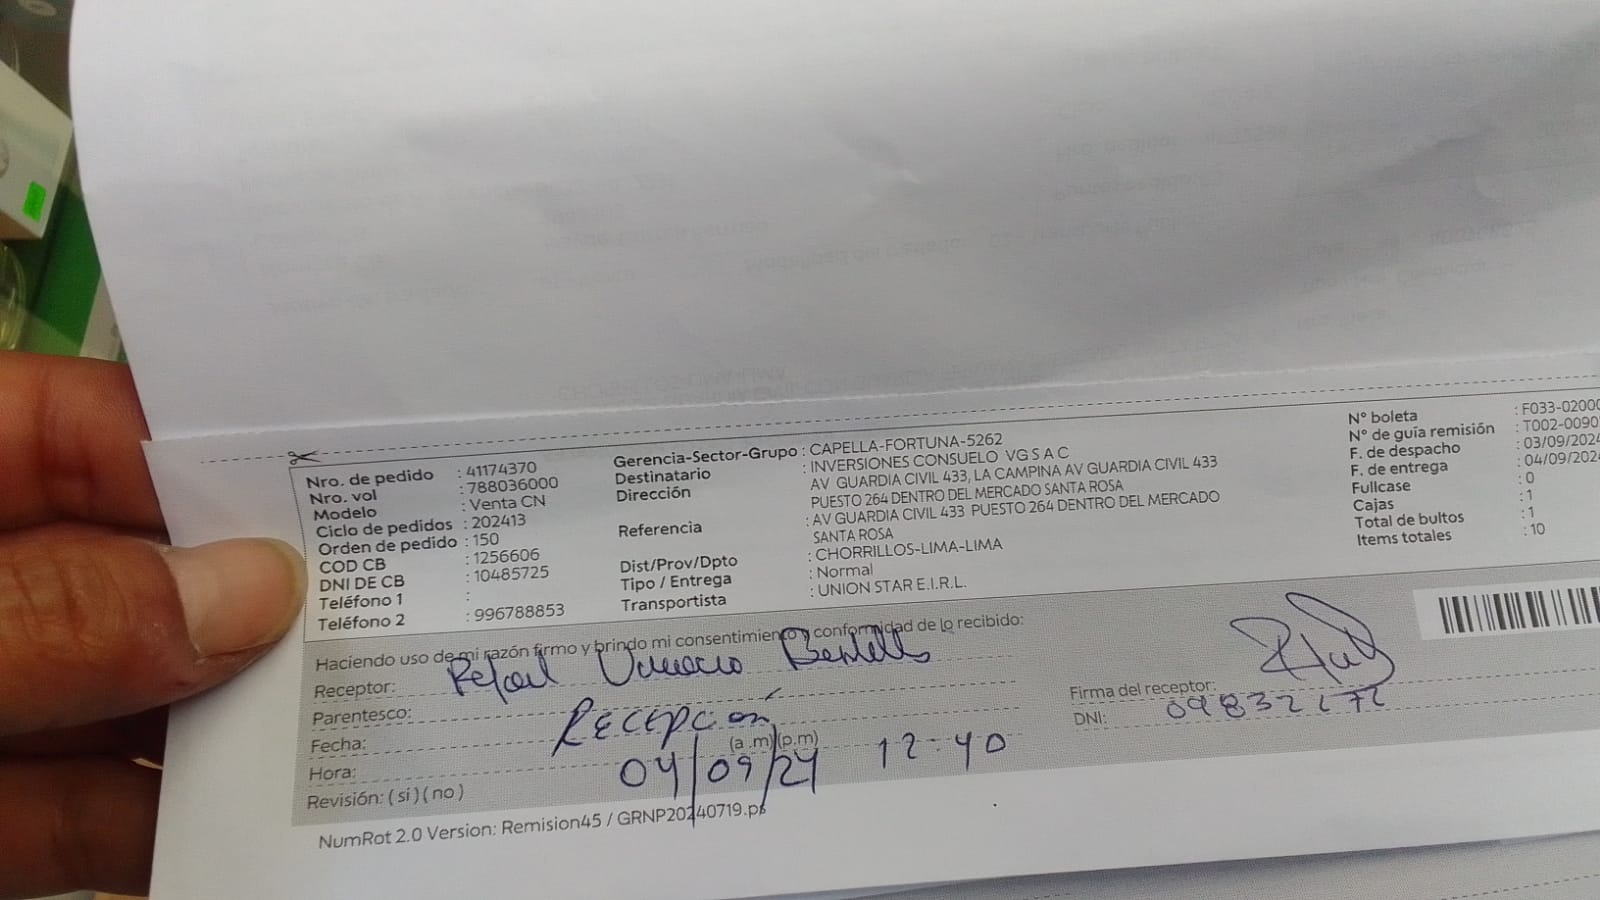 Nro. de pedido : 41174370
Nro. vol : 788036000
Modelo : Venta CN
Ciclo de pedidos : 202413
Orden de pedido : 150
COD CB : 1256606
DNI DE CB : 10485725
Teléfono 1 :
Teléfono 2 : 996788853
Gerencia-Sector-Grupo : CAPELLA-FORTUNA-5262
Destinatario : INVERSIONES CONSUELO VG S A C
Dirección : AV GUARDIA CIVIL 433, LA CAMPINA AV GUARDIA CIVIL 433
PUESTO 264 DENTRO DEL MERCADO SANTA ROSA
Referencia : AV GUARDIA CIVIL 433 PUESTO 264 DENTRO DEL MERCADO
SANTA ROSA
Dist/Prov/Dpto : CHORRILLOS-LIMA-LIMA
Tipo / Entrega : Normal
Transportista : UNION STAR E.I.R.L.
N° boleta : F033-0200
N° de guía remisión : T002-0090
F. de despacho : 03/09/202
F. de entrega : 04/09/202
Fullcase : 0
Cajas : 1
Total de bultos : 1
Items totales : 10
Haciendo uso de mi razón firmo y brindo mi consentimiento y conformidad de lo recibido:
Receptor: Rafael
Parentesco: Recepción
Fecha: 04/09/24
Hora: (a .m)(p.m) 12:40
Revisión: ( si ) ( no )
Firma del receptor:
DNI:
NumRot 2.0 Version: Remision45 / GRNP20240719.ps